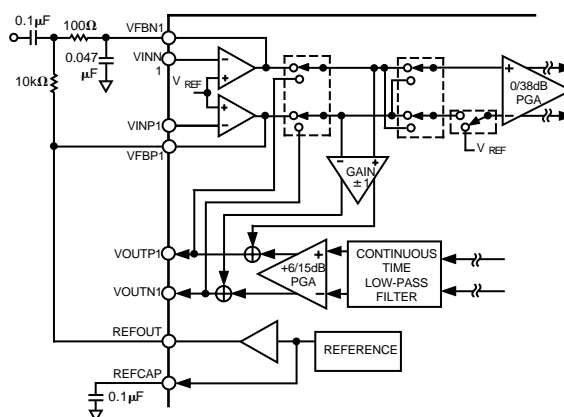 0.1µF
100Ω
VFBN1
VINN
1
0.047
µF
10kΩ
V REF
VINP1
VFBP1
0/38dB
PGA
V REF
GAIN
± 1
VOUTP1
+6/15dB
PGA
CONTINUOUS
TIME
LOW-PASS
FILTER
VOUTN1
REFOUT
REFERENCE
REFCAP
0.1µF